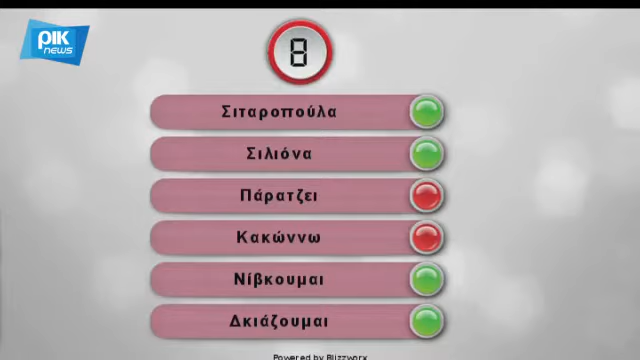 ρικ
news
8
Σιταροπούλα
Σιλιόνα
Πάρατζει
Κακώννω
Νίβκουμαι
Δκιάζουμαι
Powered by Blizzworx